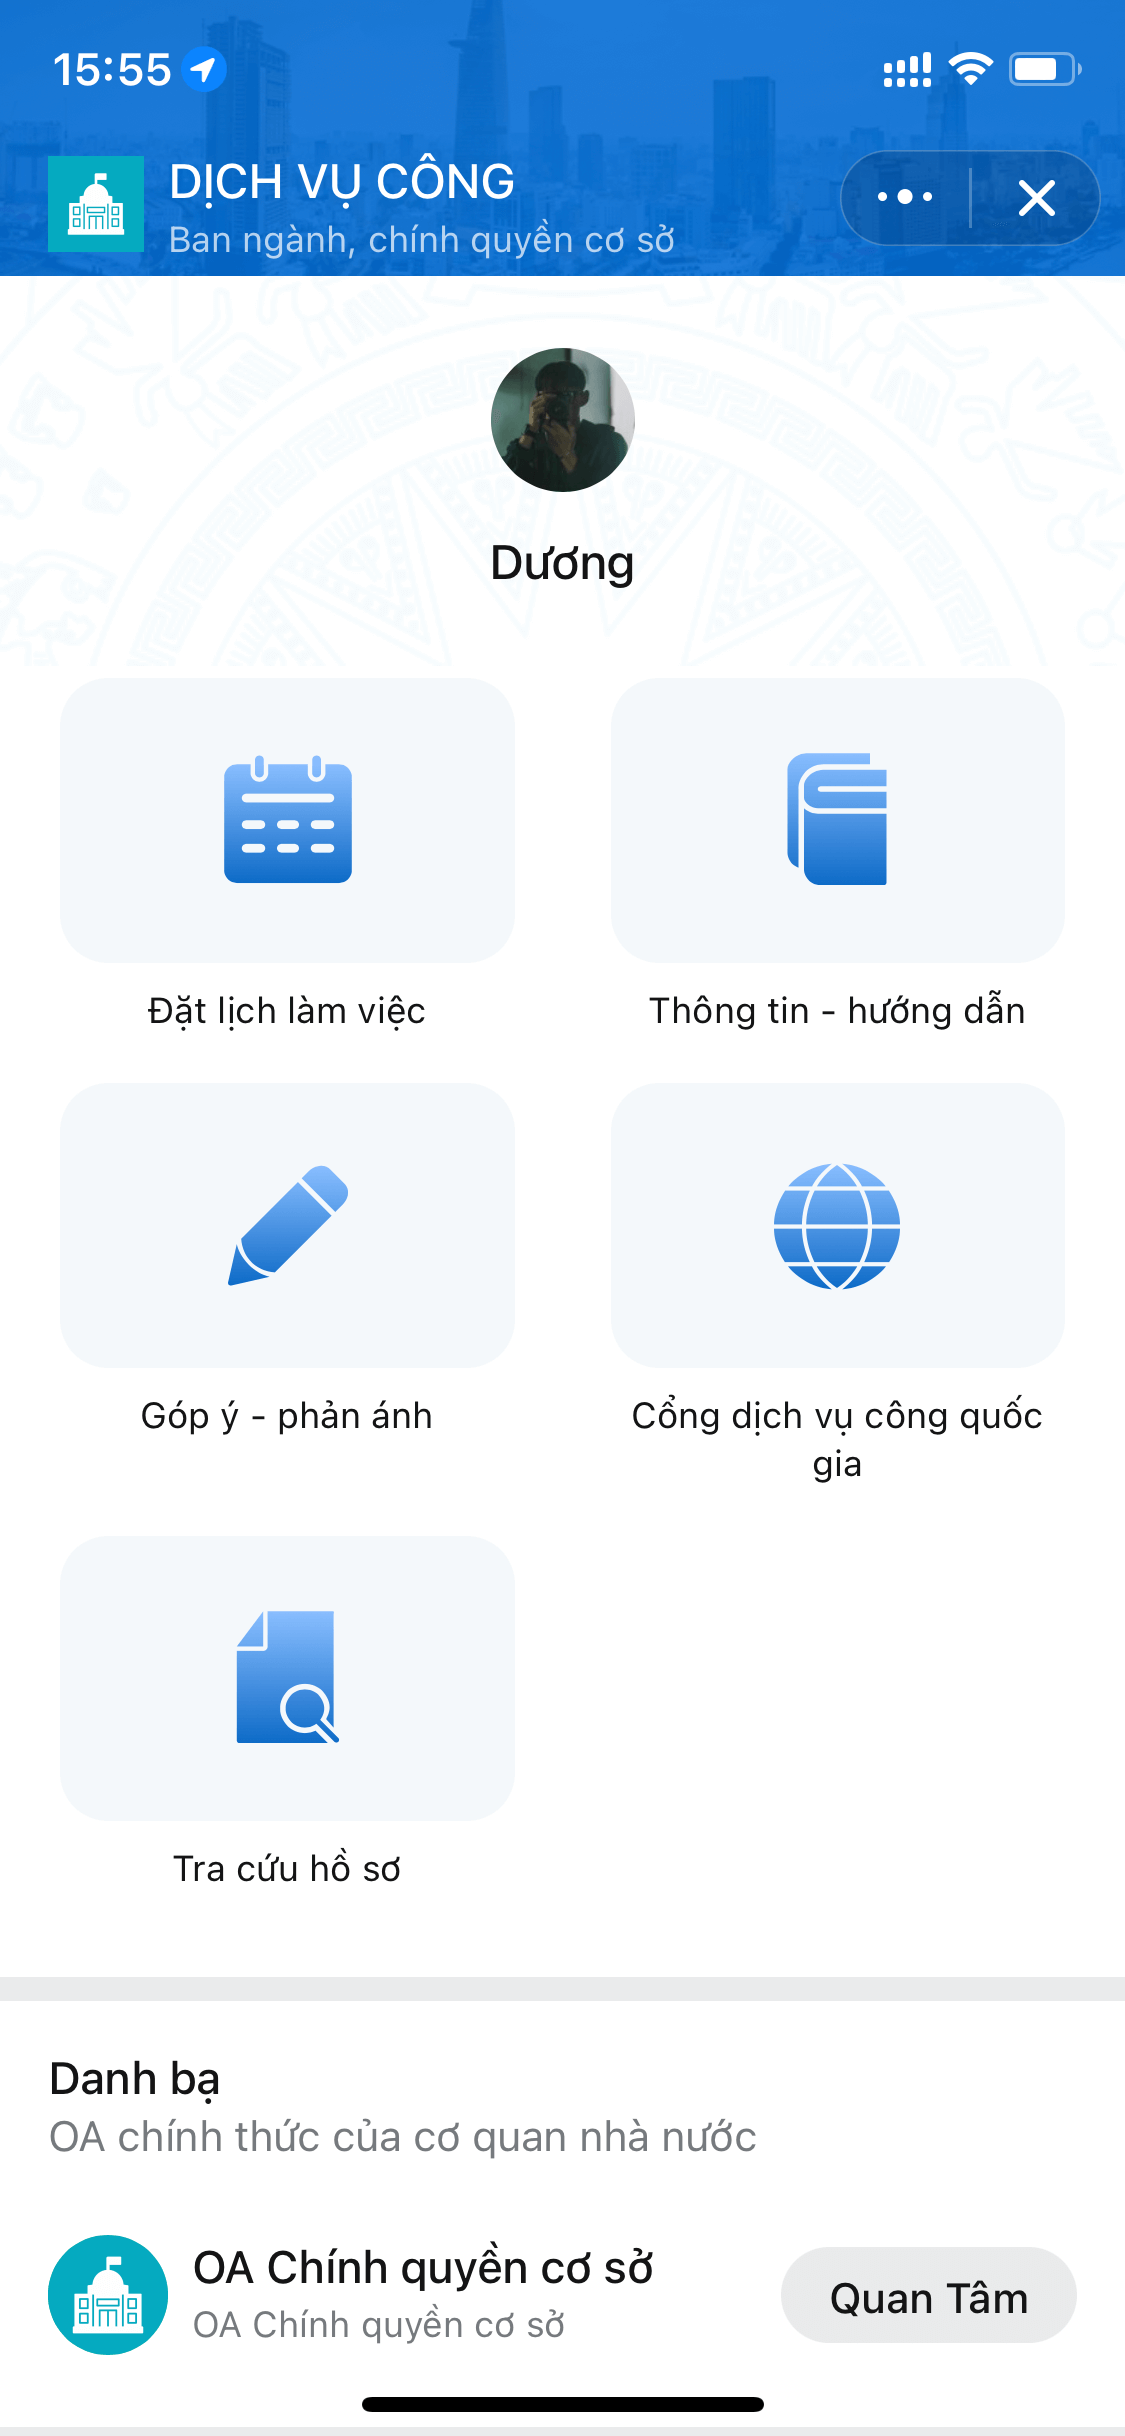 15:55
DỊCH VỤ CÔNG
Ban ngành, chính quyền cơ sở
Dương
Đặt lịch làm việc
Thông tin - hướng dẫn
Góp ý - phản ánh
Cổng dịch vụ công quốc
gia
Tra cứu hồ sơ
Danh bạ
OA chính thức của cơ quan nhà nước
OA Chính quyền cơ sở
OA Chính quyền cơ sở
Quan Tâm